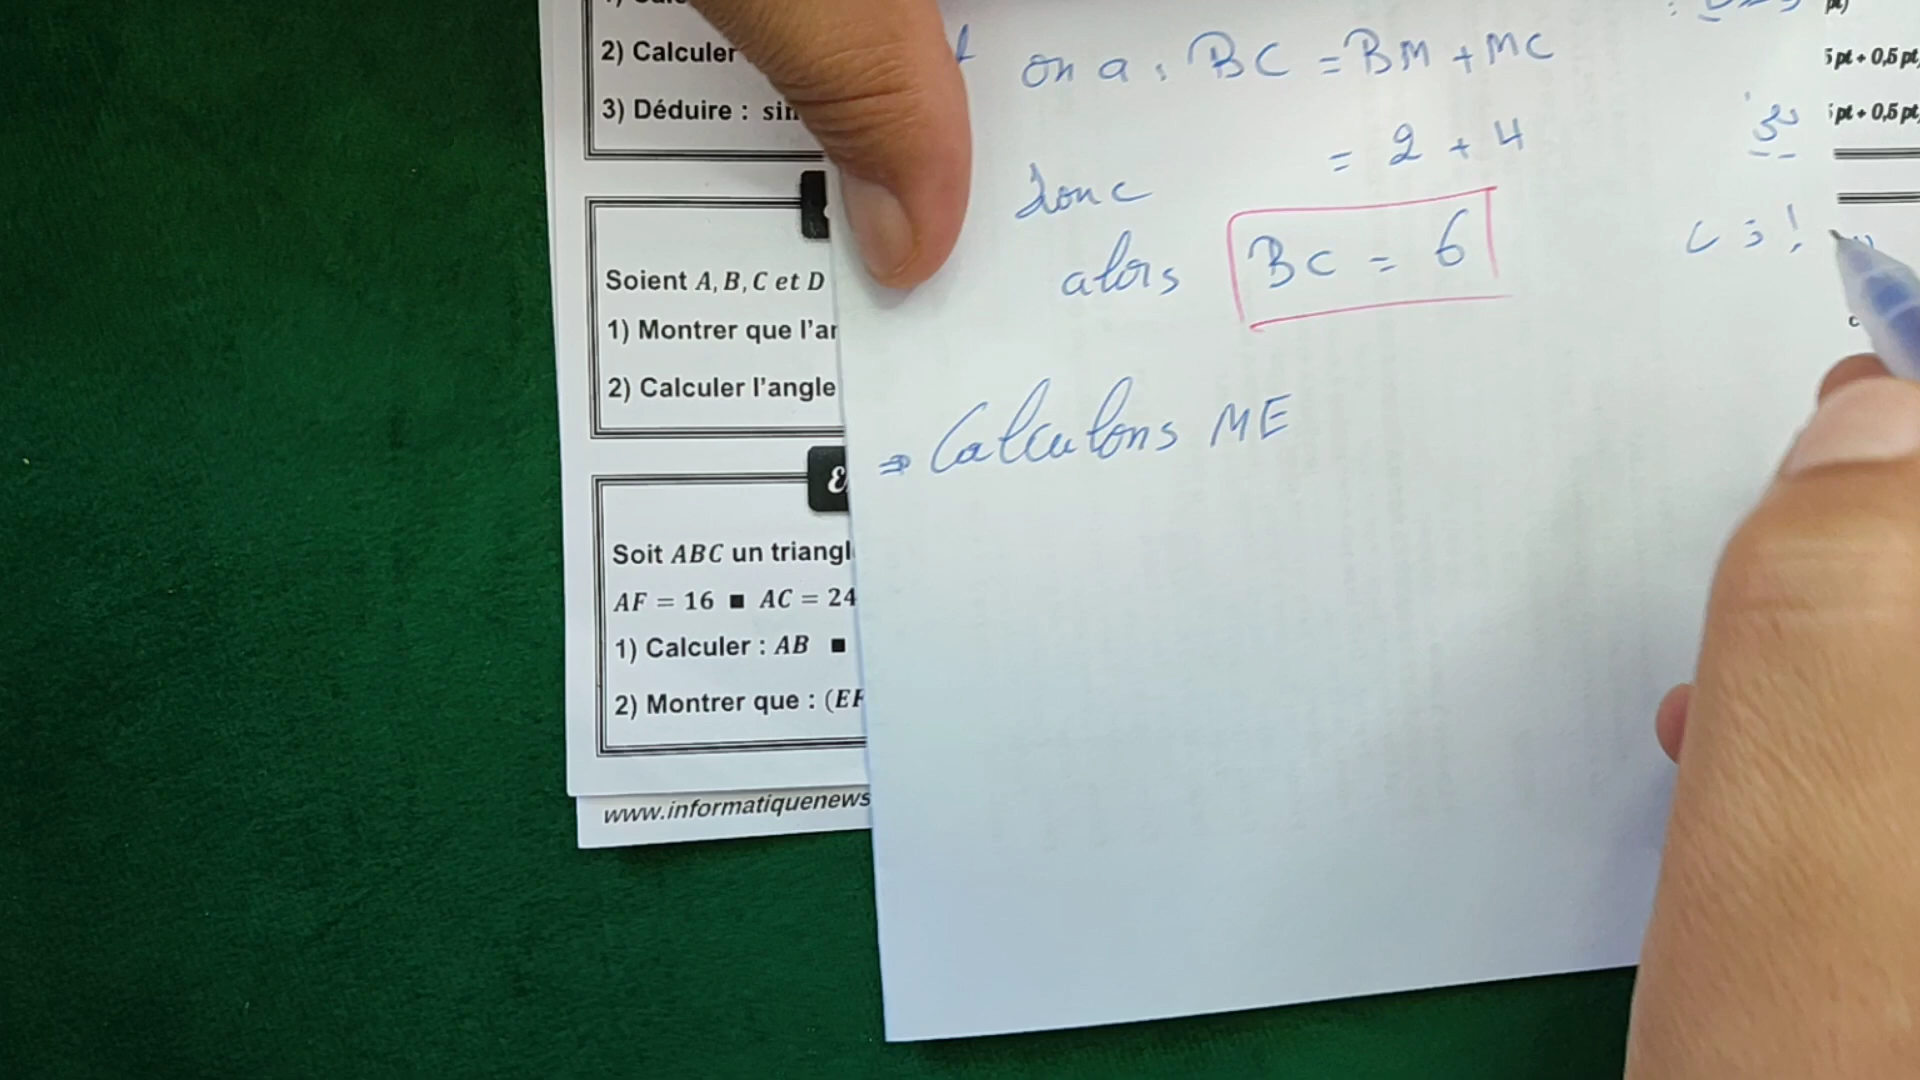 2) Calculer
3) Déduire : sin
Soient A, B, C et D
1) Montrer que l'an
2) Calculer l'angle
Soit ABC un triangl
AF = 16 ■ AC = 24
1) Calculer : AB ■
2) Montrer que : (EF
www.informatiquenews
on a : BC = BM + MC
donc = 2 + 4
alors BC = 6
⇒ Calculons ME
pt)
5 pt + 0,5 pt
pt + 0,5 pt